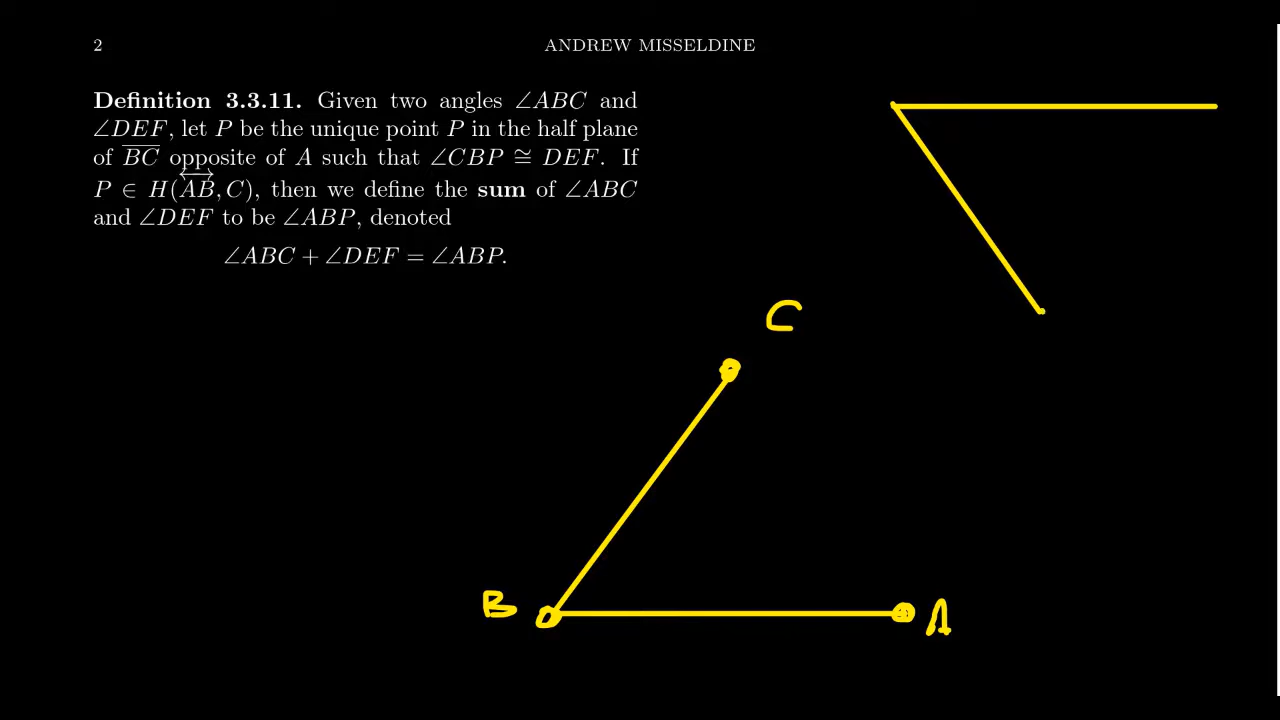 2 ANDREW MISSELDINE
Definition 3.3.11. Given two angles ∠ABC and
∠DEF, let P be the unique point P in the half plane
of \overline{BC} opposite of A such that ∠CBP ≅ DEF. If
P ∈ H(\overleftrightarrow{AB}, C), then we define the sum of ∠ABC
and ∠DEF to be ∠ABP, denoted
∠ABC + ∠DEF = ∠ABP.
C
B
A